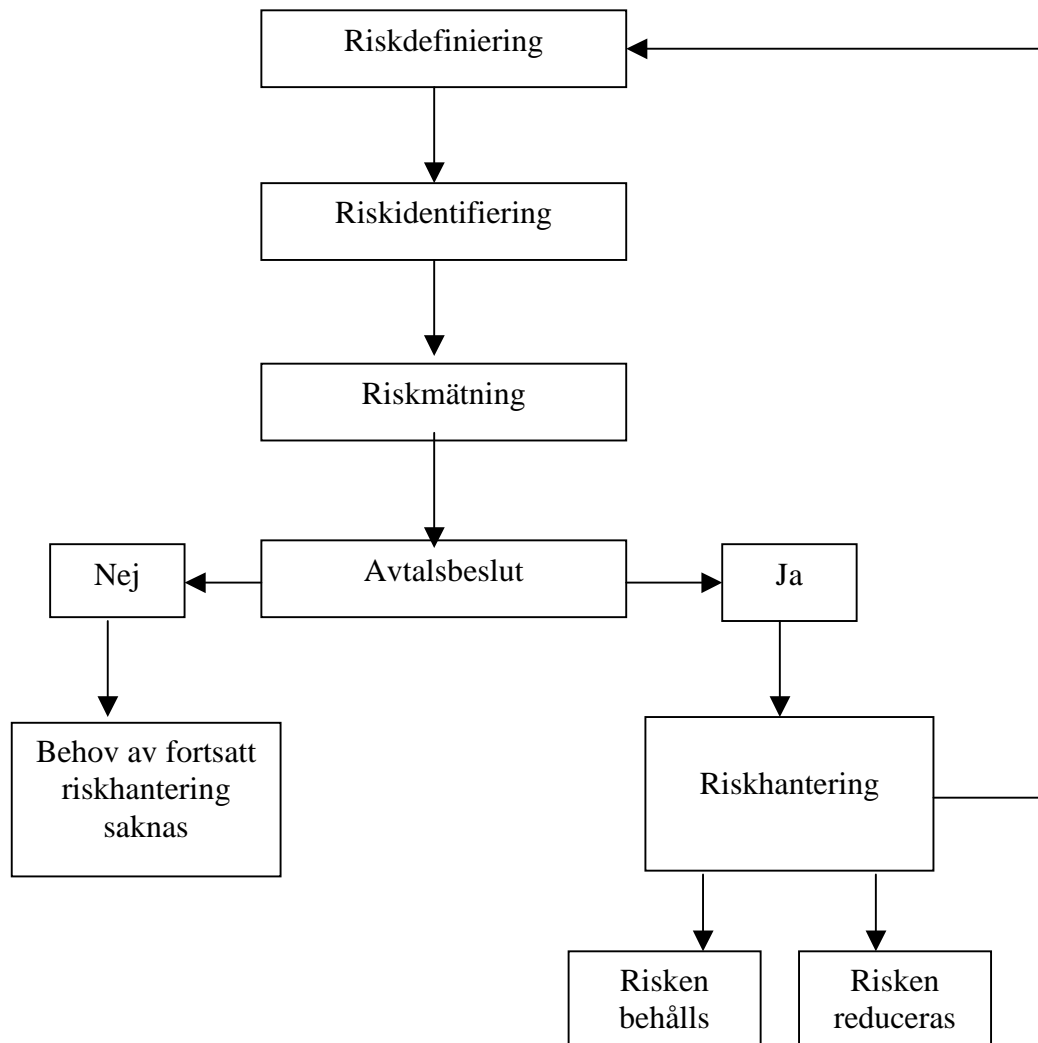 Riskdefiniering
Riskidentifiering
Riskmätning
Avtalsbeslut
Nej
Ja
Behov av fortsatt
riskhantering
saknas
Riskhantering
Risken
behålls
Risken
reduceras